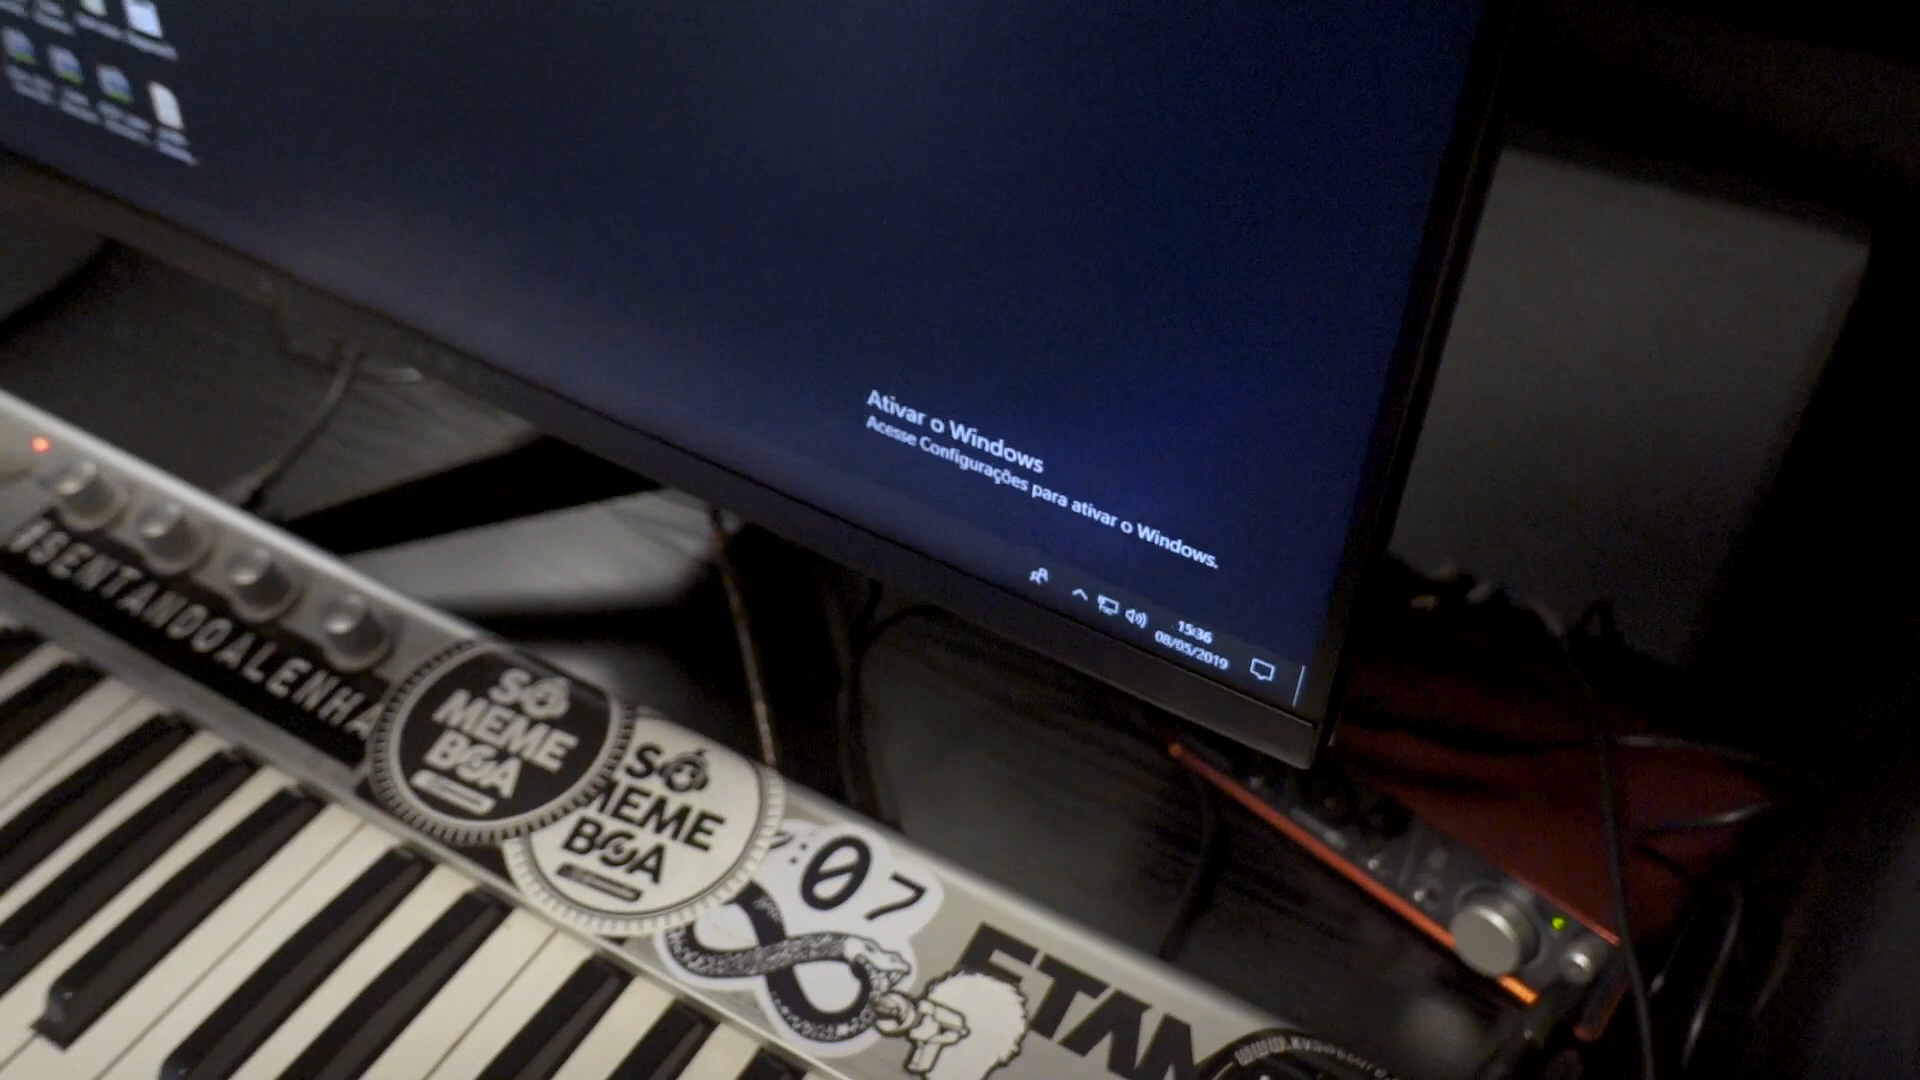 Ativar o Windows
Acesse Configurações para ativar o Windows.
15:36
08/05/2019
#SENTANDOALENHA
SÓ
MEME
BOA
SÓ
MEME
BOA
:07
ETAM